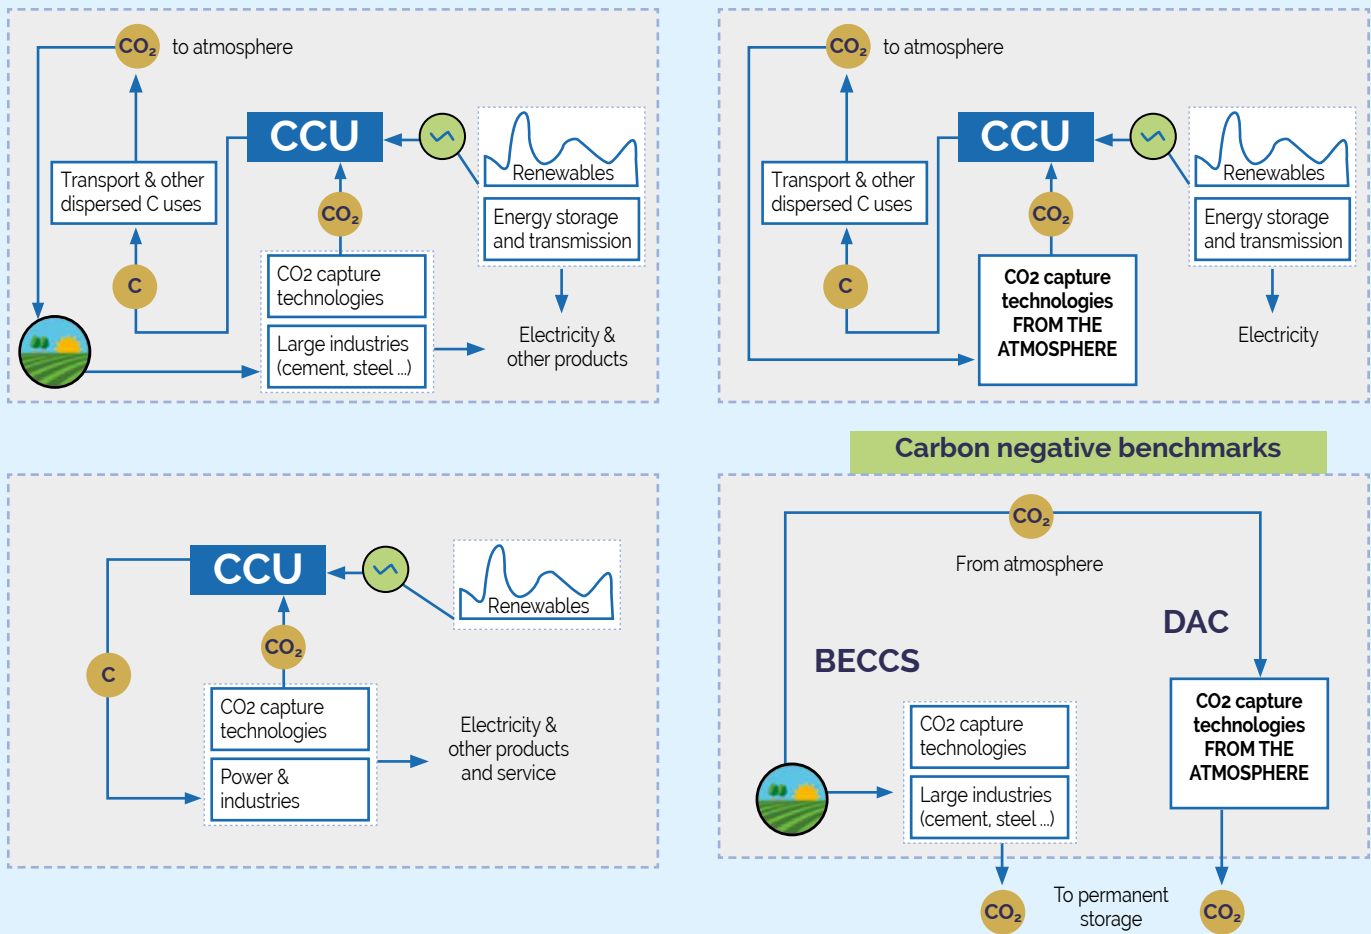 CO₂ to atmosphere
CCU
Renewables
Transport & other
dispersed C uses
CO₂
Energy storage
and transmission
C
CO2 capture
technologies
Large industries
(cement, steel ...)
Electricity &
other products
CO₂ to atmosphere
CCU
Renewables
Transport & other
dispersed C uses
CO₂
Energy storage
and transmission
C
CO2 capture
technologies
FROM THE
ATMOSPHERE
Electricity
CCU
Renewables
CO₂
C
CO2 capture
technologies
Power &
industries
Electricity &
other products
and service
Carbon negative benchmarks
CO₂
From atmosphere
DAC
BECCS
CO2 capture
technologies
Large industries
(cement, steel ...)
CO2 capture
technologies
FROM THE
ATMOSPHERE
CO₂
To permanent
storage
CO₂